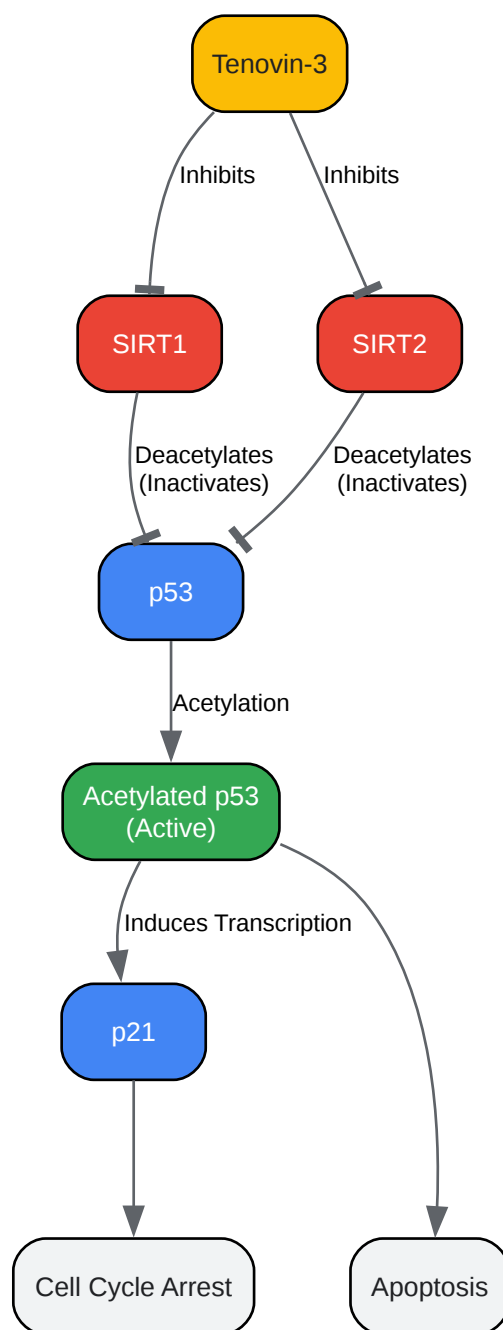 Tenovin-3
Inhibits
Inhibits
SIRT1
SIRT2
Deacetylates
(Inactivates)
Deacetylates
(Inactivates)
p53
Acetylation
Acetylated p53
(Active)
Induces Transcription
p21
Cell Cycle Arrest
Apoptosis